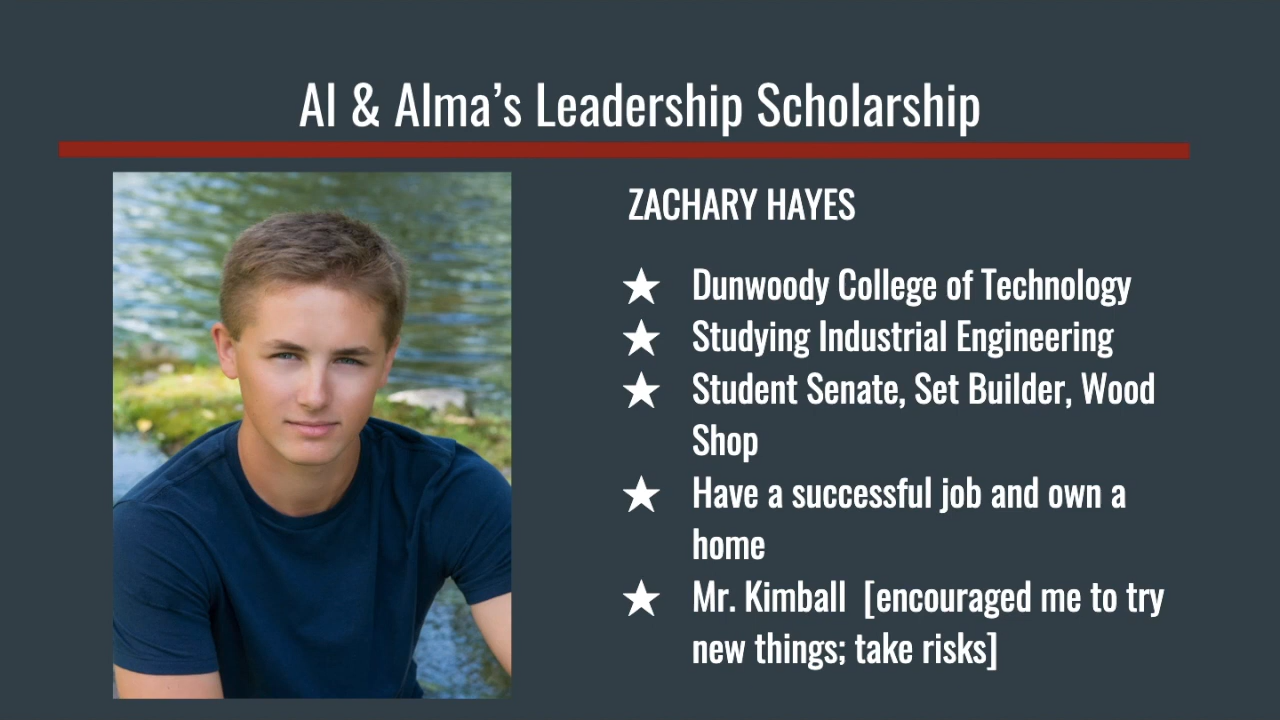 Al & Alma's Leadership Scholarship
ZACHARY HAYES
★ Dunwoody College of Technology
★ Studying Industrial Engineering
★ Student Senate, Set Builder, Wood
Shop
★ Have a successful job and own a
home
★ Mr. Kimball [encouraged me to try
new things; take risks]